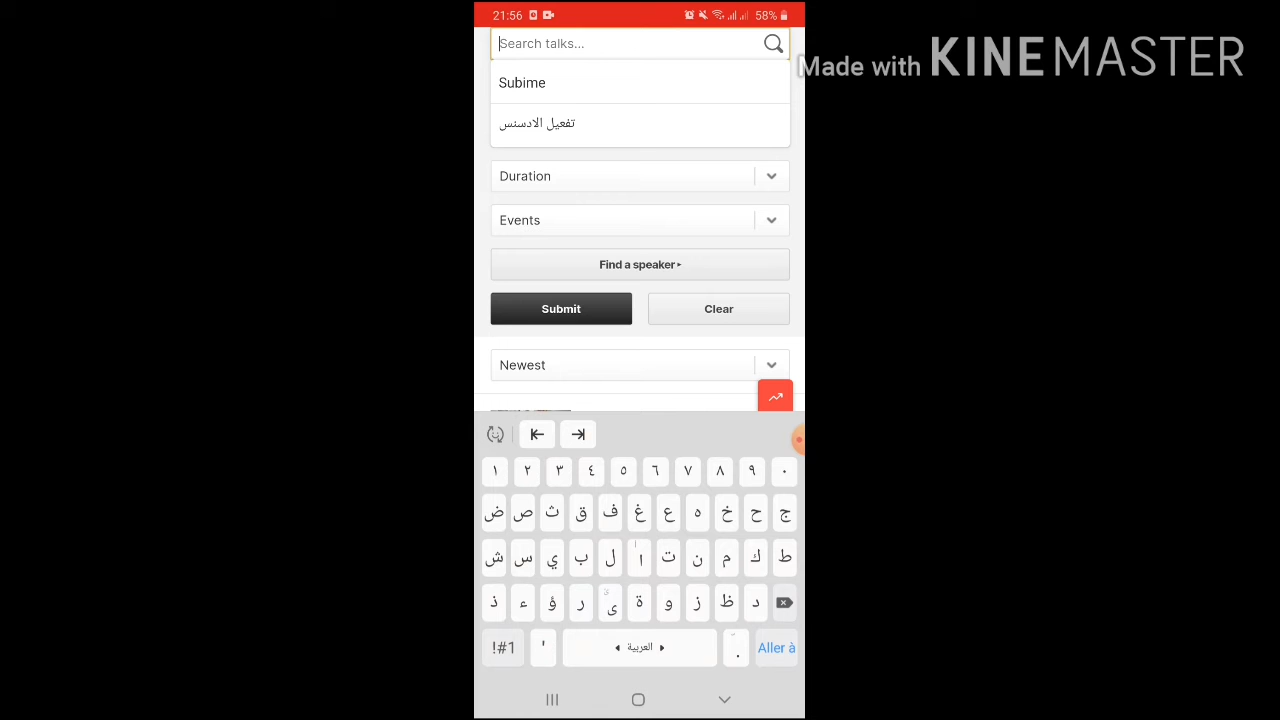 21:56
58%
Search talks...
Made with KINEMASTER
Subime
تفعيل الادسنس
Duration
Events
Find a speaker
Submit
Clear
Newest
١ ٢ ٣ ٤ ٥ ٦ ٧ ٨ ٩ ٠
ض ص ث ق ف غ ع ه خ ح ج
ش س ي ب ل ا ت ن م ك ط
ذ ء ؤ ر ى ة و ز ظ د
!#1 ' العربية . Aller à